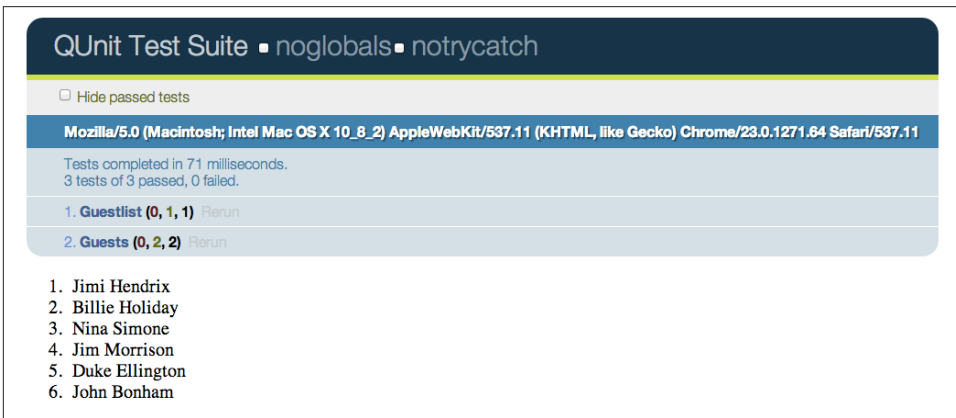 QUnit Test Suite noglobals notrycatch
Hide passed tests
Mozilla/5.0 (Macintosh; Intel Mac OS X 10_8_2) AppleWebKit/537.11 (KHTML, like Gecko) Chrome/23.0.1271.64 Safari/537.11
Tests completed in 71 milliseconds.
3 tests of 3 passed, 0 failed.
1. Guestlist (0, 1, 1) Rerun
2. Guests (0, 2, 2) Rerun
1. Jimi Hendrix
2. Billie Holiday
3. Nina Simone
4. Jim Morrison
5. Duke Ellington
6. John Bonham